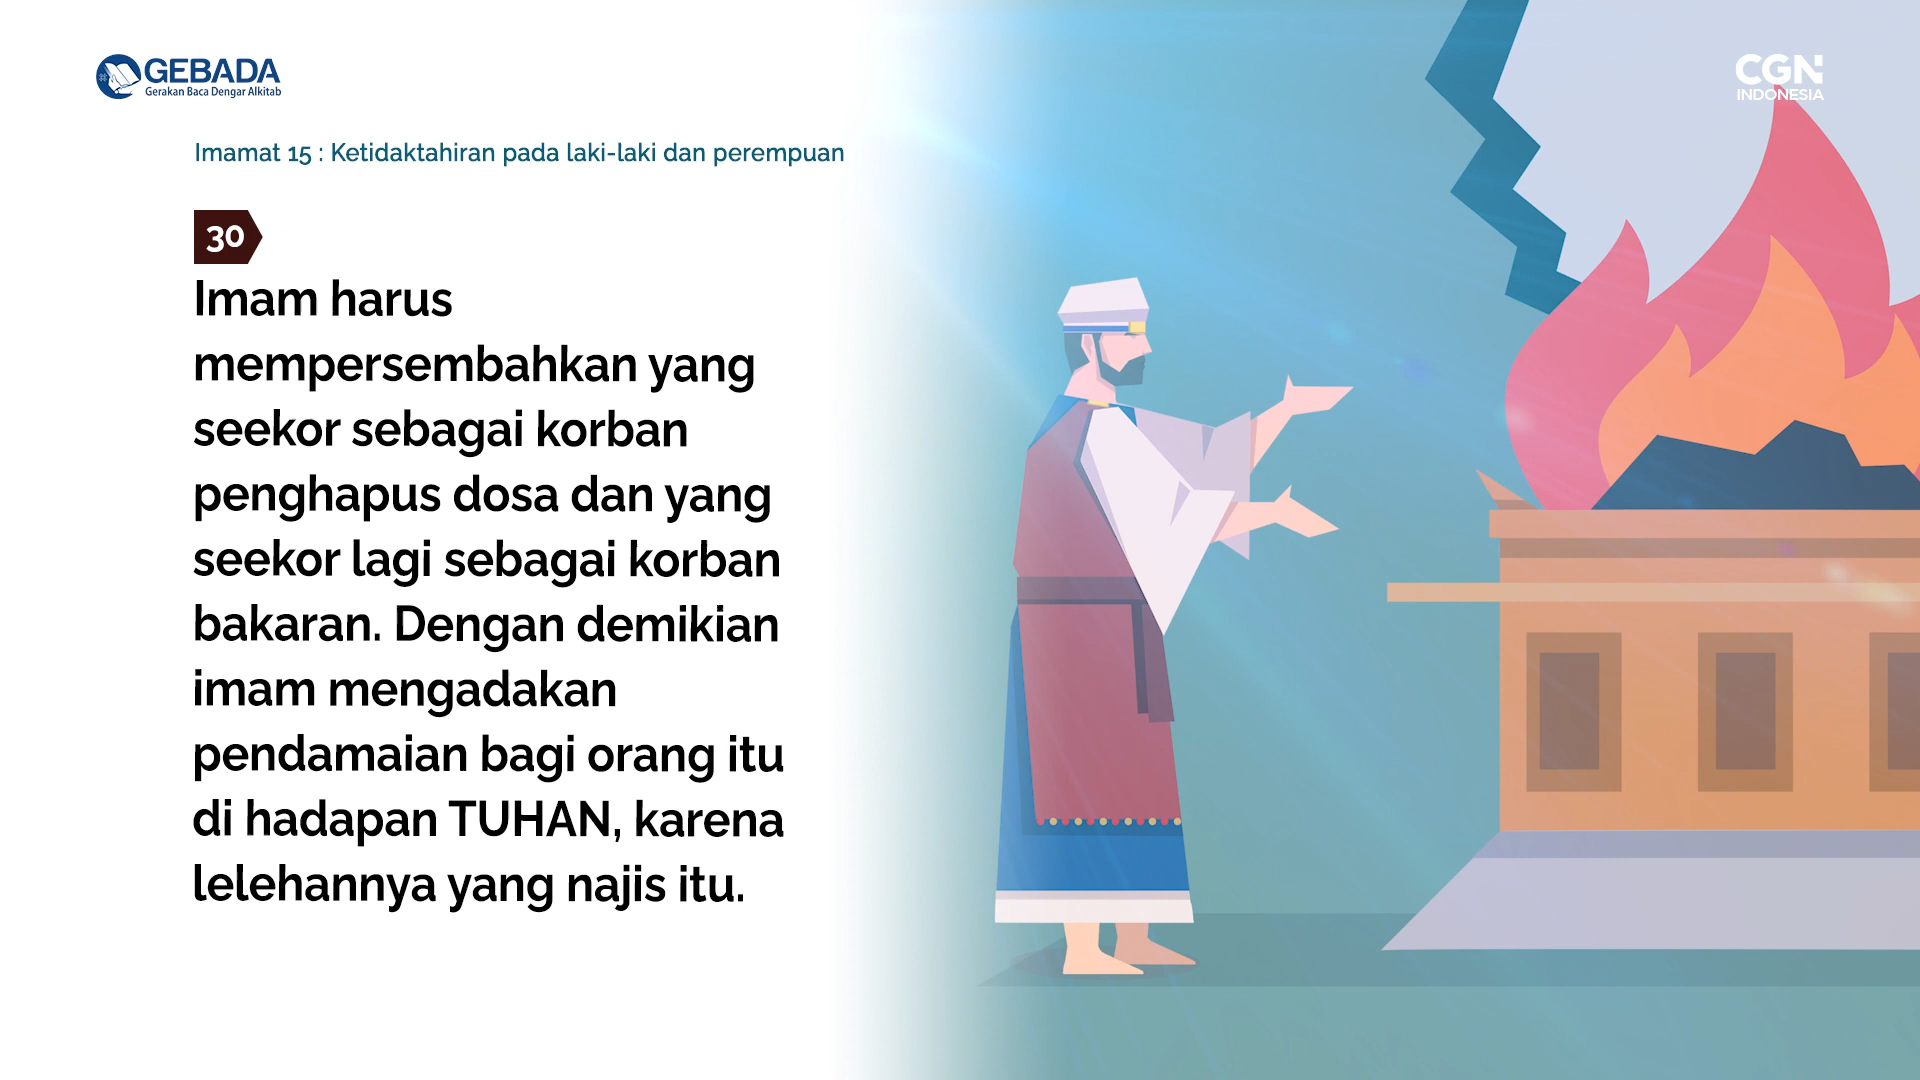 GEBADA
Gerakan Baca Dengar Alkitab
CGN
INDONESIA
Imamat 15 : Ketidaktahiran pada laki-laki dan perempuan
30
Imam harus
mempersembahkan yang
seekor sebagai korban
penghapus dosa dan yang
seekor lagi sebagai korban
bakaran. Dengan demikian
imam mengadakan
pendamaian bagi orang itu
di hadapan TUHAN, karena
lelehannya yang najis itu.